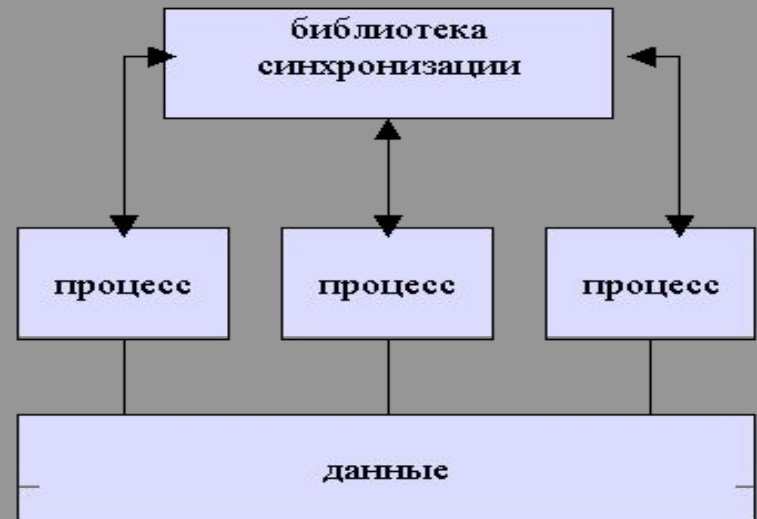 библиотека
синхронизации
процесс
процесс
процесс
данные